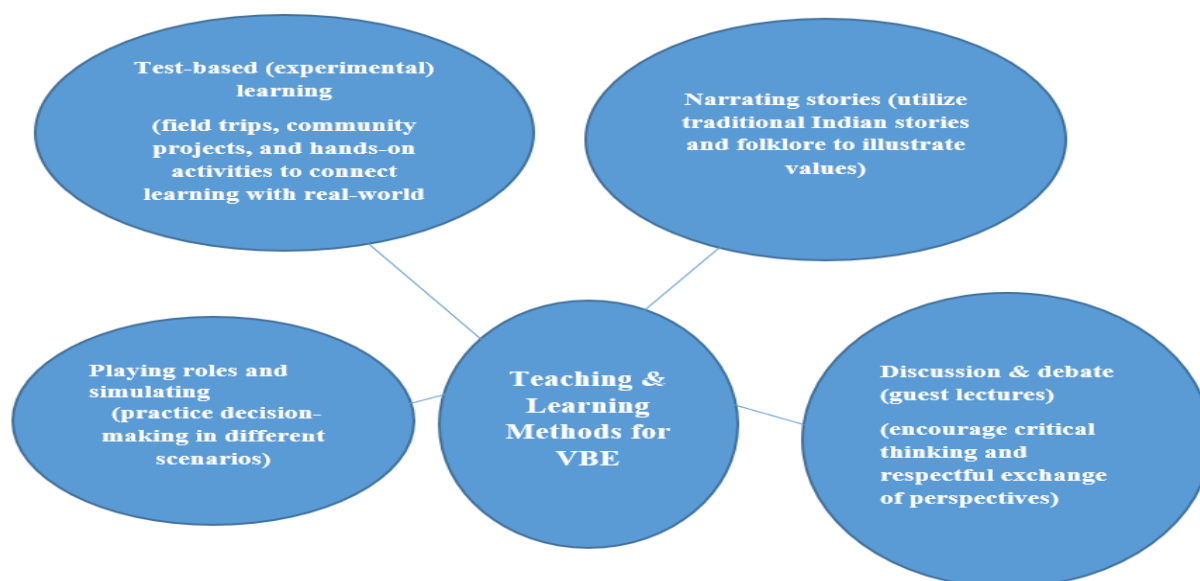 Test-based (experimental)
learning
(field trips, community
projects, and hands-on
activities to connect
learning with real-world
Narrating stories (utilize
traditional Indian stories
and folklore to illustrate
values)
Playing roles and
simulating
(practice decision-
making in different
scenarios)
Teaching &
Learning
Methods for
VBE
Discussion & debate
(guest lectures)
(encourage critical
thinking and
respectful exchange
of perspectives)